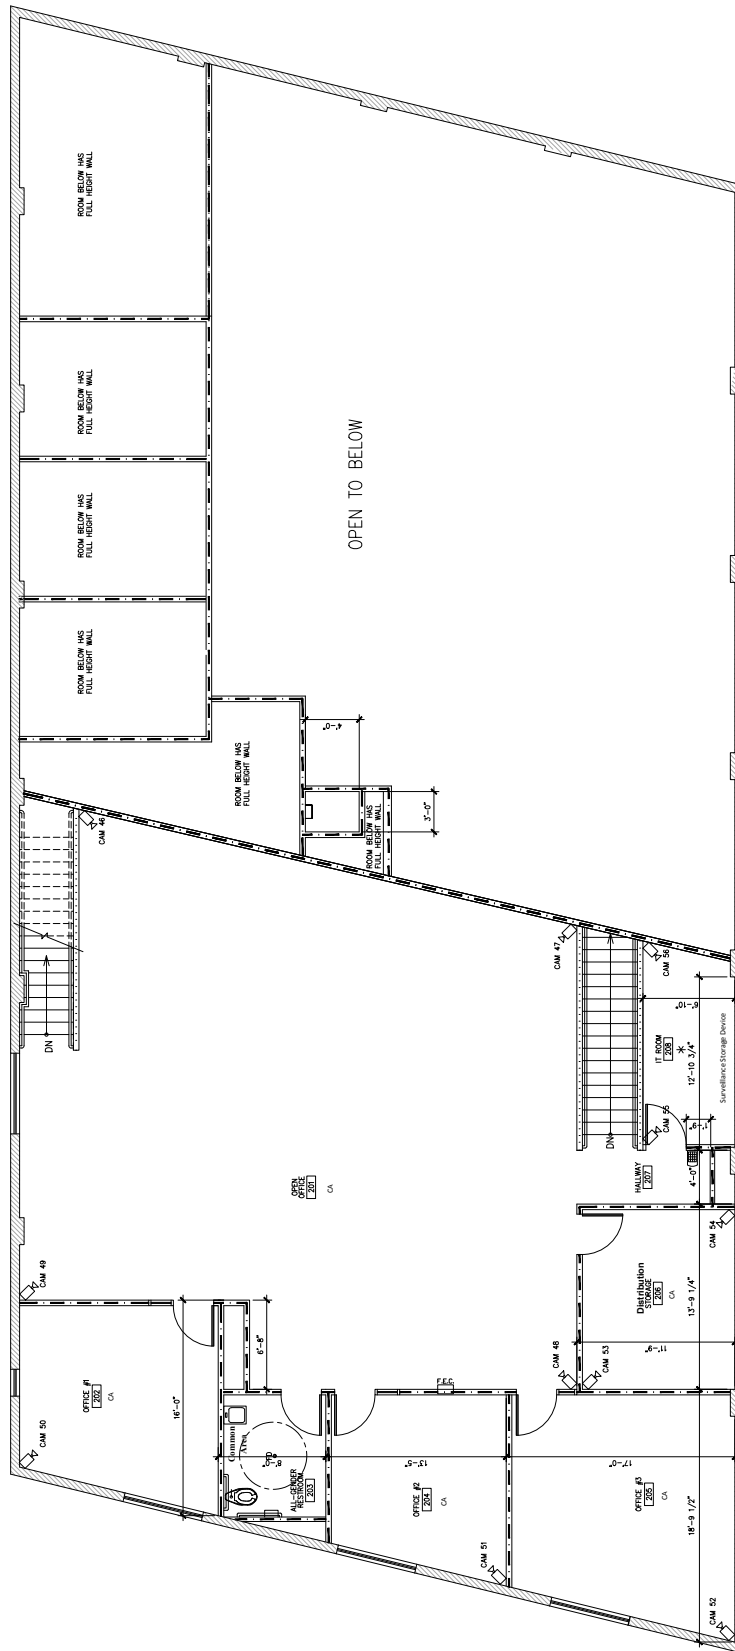 ROOM BELOW HAS
FULL HEIGHT WALL
ROOM BELOW HAS
FULL HEIGHT WALL
ROOM BELOW HAS
FULL HEIGHT WALL
ROOM BELOW HAS
FULL HEIGHT WALL
OPEN TO BELOW
ROOM BELOW HAS
FULL HEIGHT WALL
4'-0"
3'-0"
ROOM BELOW HAS
FULL HEIGHT WALL
CAM 46
DN
CAM 47
CAM 56
6'-10"
IT ROOM
208
*
12'-10 3/4"
Surveillance Storage Device
CAM 55
1'-9"
DN
HALLWAY
207
4'-0"
OPEN
OFFICE
201
CA
CAM 54
Distribution
STORAGE
206
CA
13'-9 1/4"
11'-9"
CAM 49
6'-8"
CAM 48
CAM 53
OFFICE #1
202
CA
16'-0"
CAM 50
Common
Area
FD
8'-0"
ALL-GENDER
RESTROOM
203
F.E.C.
13'-5"
OFFICE #2
204
CA
CAM 51
17'-0"
OFFICE #3
205
CA
18'-9 1/2"
CAM 52